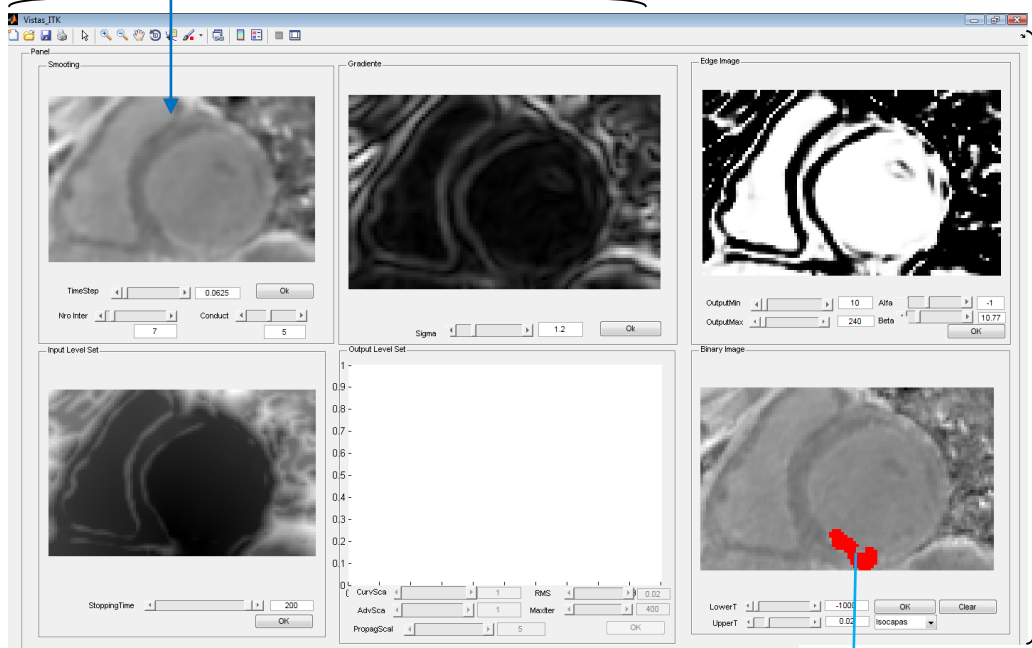 Vistas_ITK
Panel
Smooting
TimeStep 0.0625 Ok
Nro Inter Conduct
7 5
Gradiente
Sigma 1.2 Ok
Edge Image
OutputMin 10 Alfa -1
OutputMax 240 Beta 10.77
OK
Input Level Set
StoppingTime 200
OK
Output Level Set
1
0.9
0.8
0.7
0.6
0.5
0.4
0.3
0.2
0.1
0
CurvSca 1 RMS 0.02
AdvSca 1 MaxIter 400
PropagScal 5 OK
Binary Image
LowerT -1000 OK Clear
UpperT 0.02 Isocapas